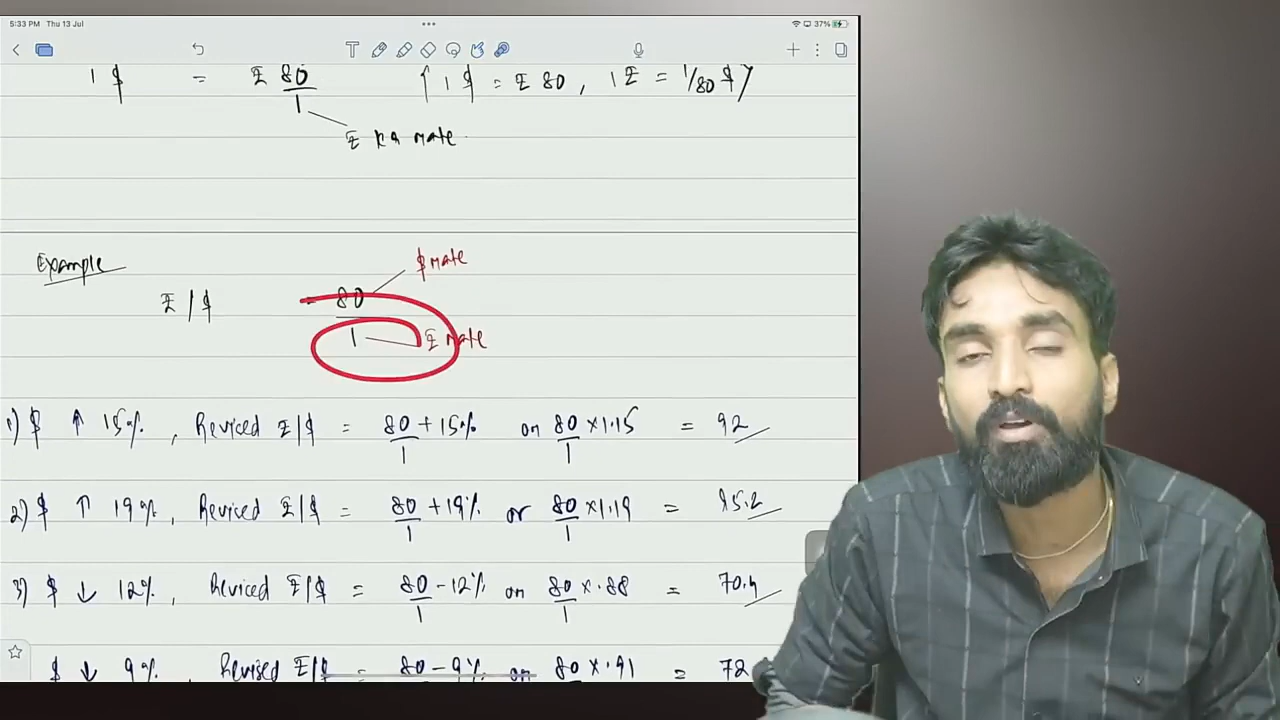 5:33 PM Thu 13 Jul
37%
1 $ = ₹ 80/1 { 1 $ = ₹ 80, 1₹ = 1/80 $ }
₹ ka rate
Example
$ rate
₹/$ = 80/1
₹ rate
1) $ ↑ 15%, Revised ₹/$ = 80/1 + 15% or 80/1 ×1.15 = 92
2) $ ↑ 19%, Revised ₹/$ = 80/1 + 19% or 80/1 ×1.19 = 95.2
3) $ ↓ 12%, Revised ₹/$ = 80/1 - 12% or 80/1 × .88 = 70.4
$ ↓ 9% Revised ₹/$ = 80 - 9% or 80 × .91 = 72